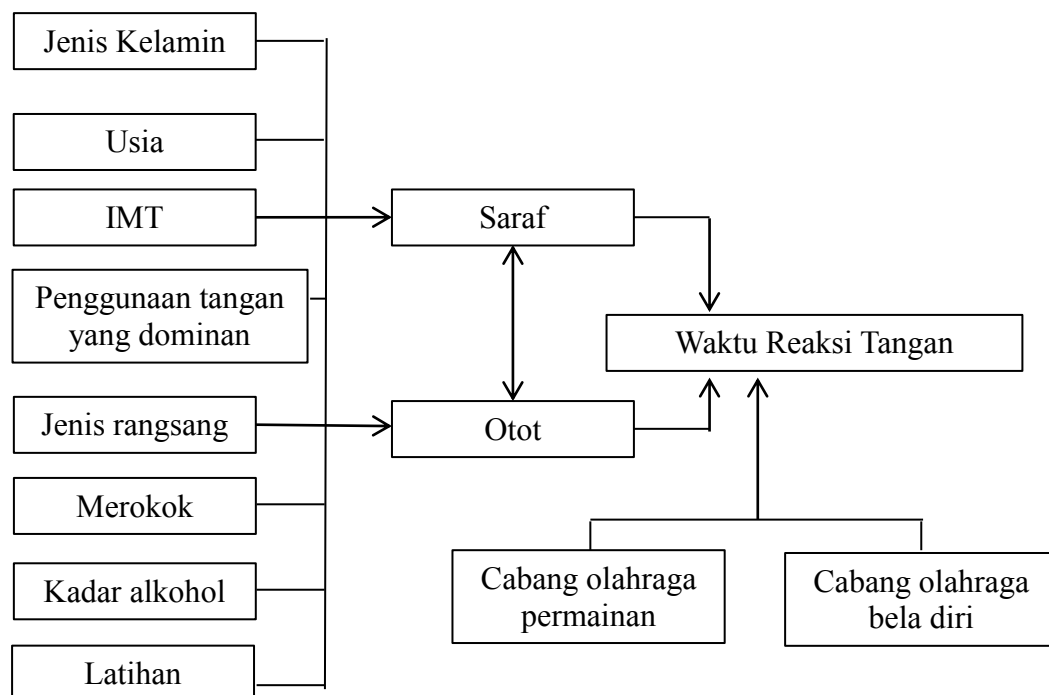 Jenis Kelamin
Usia
IMT
Penggunaan tangan
yang dominan
Jenis rangsang
Merokok
Kadar alkohol
Latihan
Saraf
Otot
Waktu Reaksi Tangan
Cabang olahraga
permainan
Cabang olahraga
bela diri